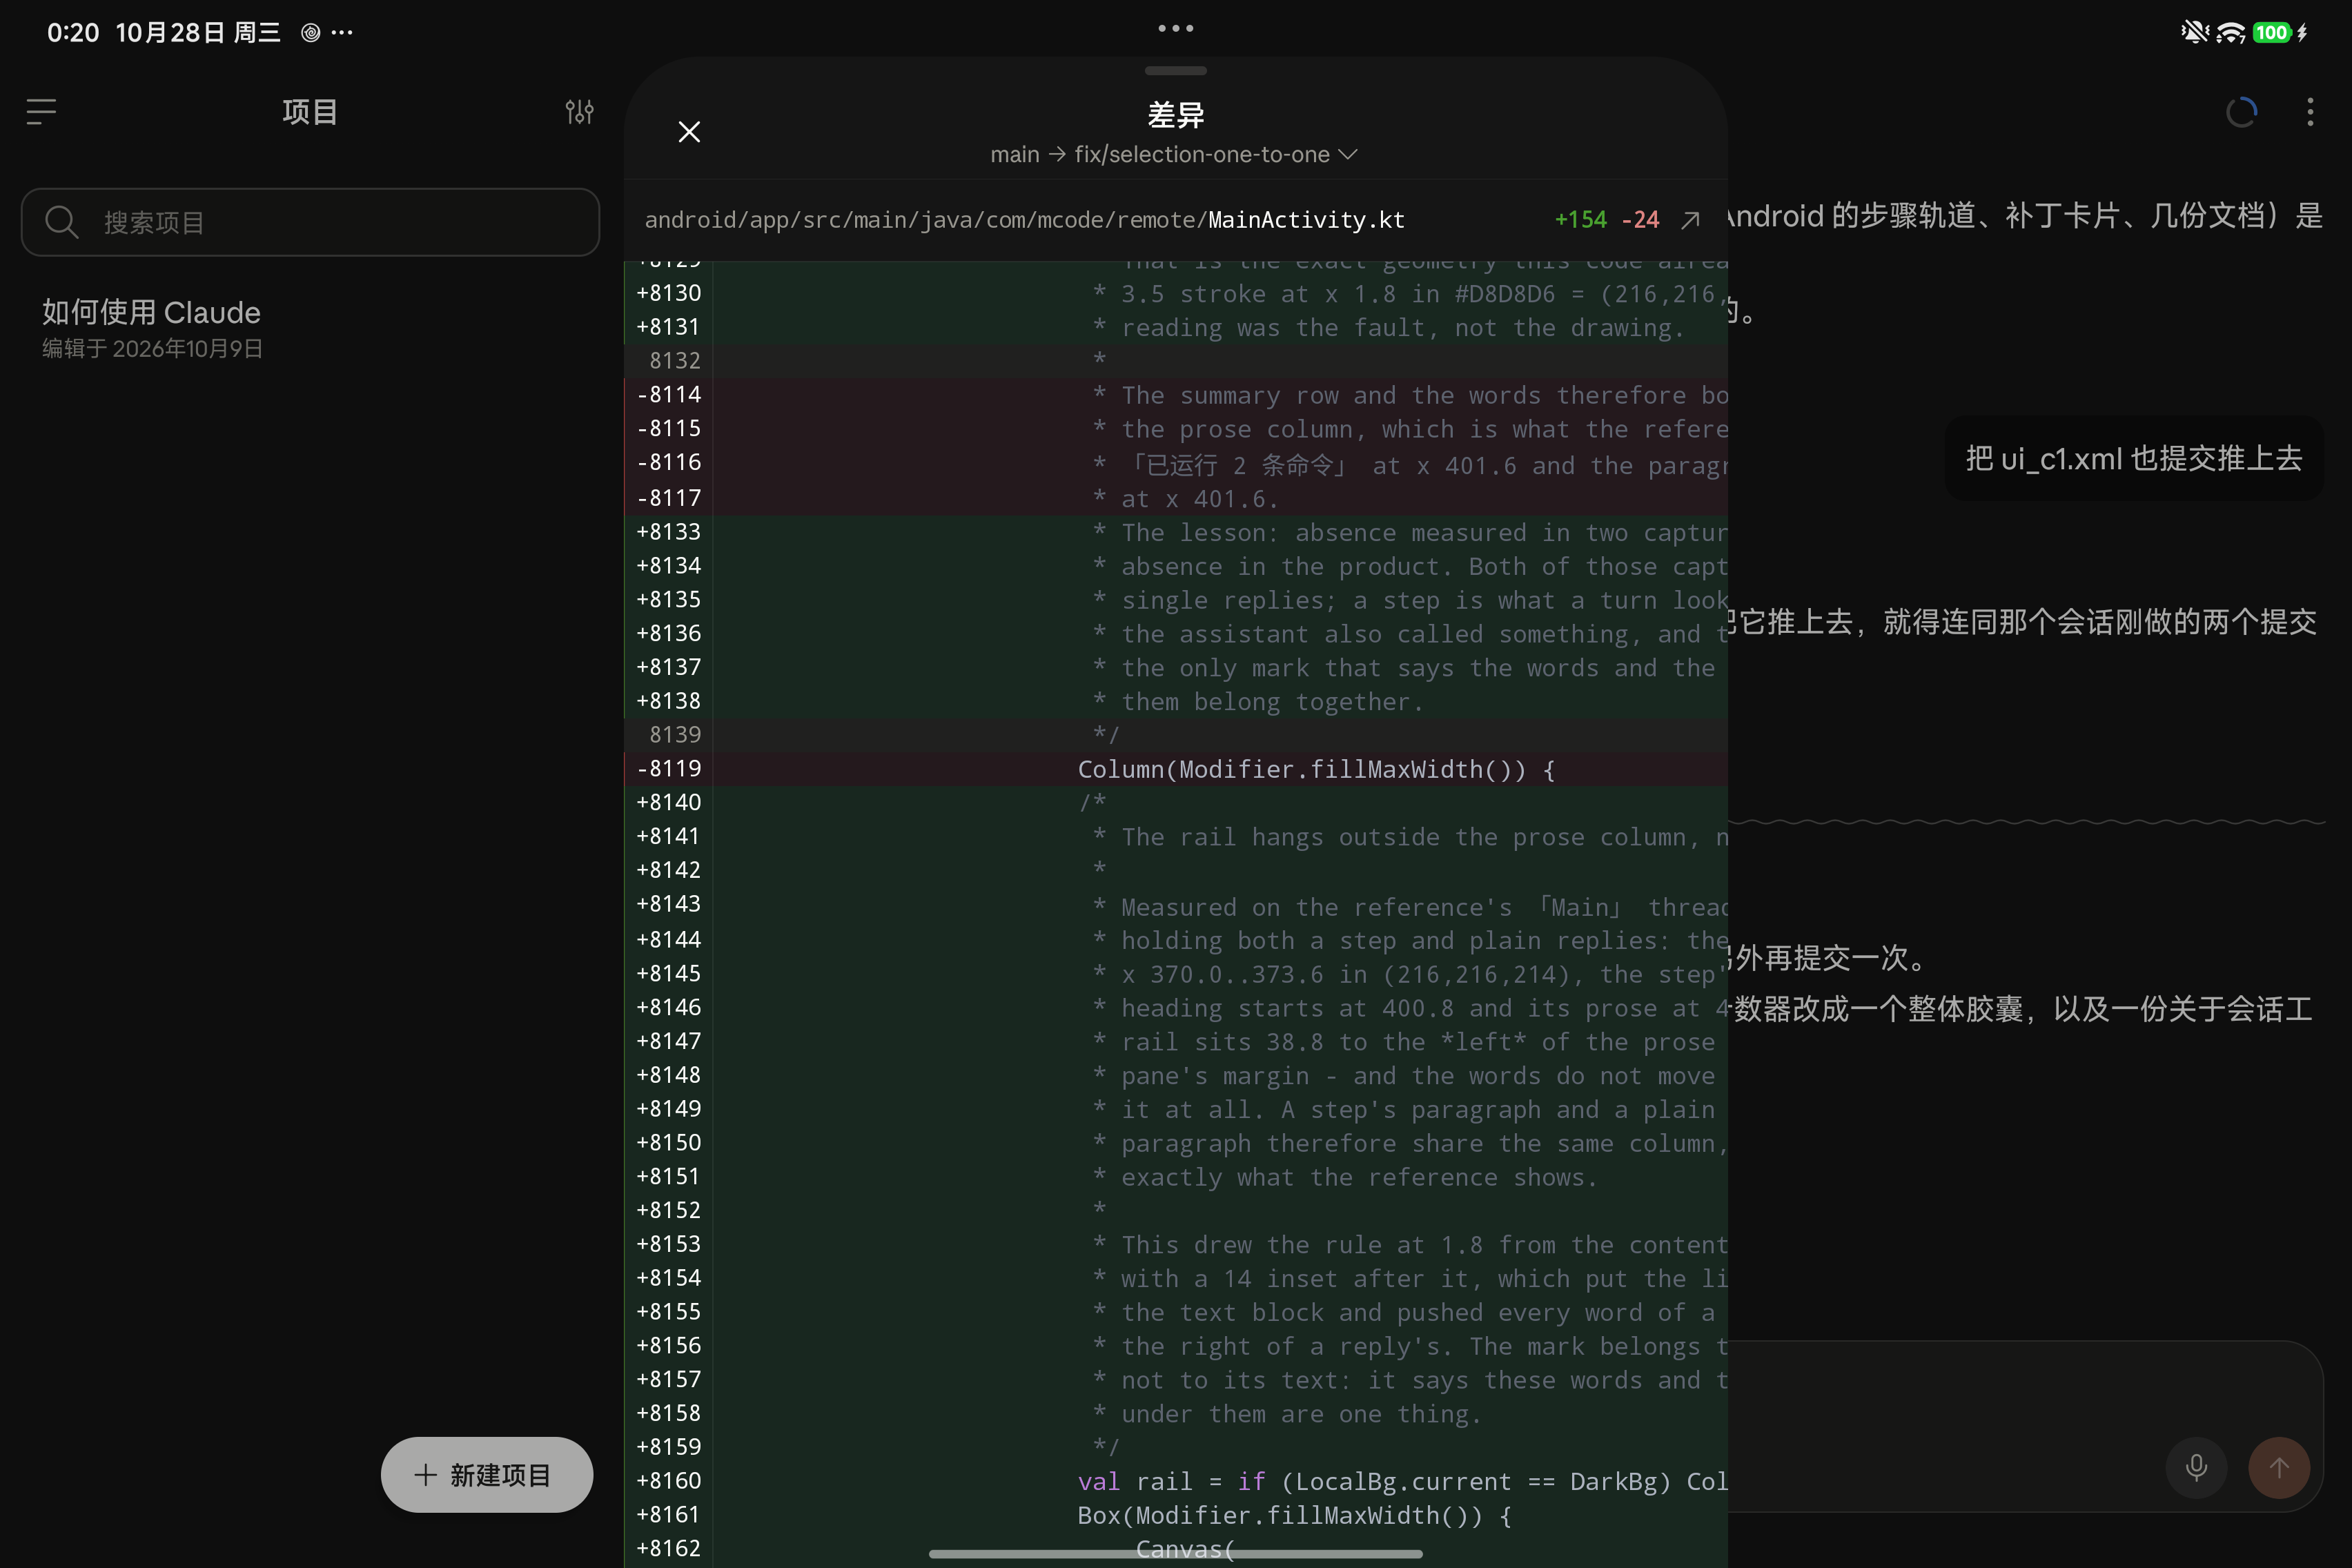 0:20 10月28日 周三
100
项目
搜索项目
如何使用 Claude
编辑于 2026年10月9日
新建项目
差异
main → fix/selection-one-to-one
android/app/src/main/java/com/mcode/remote/MainActivity.kt +154 -24
+8129 That is the exact geometry this code alrea
+8130 * 3.5 stroke at x 1.8 in #D8D8D6 = (216,216,
+8131 * reading was the fault, not the drawing.
8132 *
-8114 * The summary row and the words therefore bo
-8115 * the prose column, which is what the refere
-8116 * 「已运行 2 条命令」 at x 401.6 and the paragr
-8117 * at x 401.6.
+8133 * The lesson: absence measured in two captur
+8134 * absence in the product. Both of those capt
+8135 * single replies; a step is what a turn look
+8136 * the assistant also called something, and t
+8137 * the only mark that says the words and the
+8138 * them belong together.
8139 */
-8119 Column(Modifier.fillMaxWidth()) {
+8140 /*
+8141 * The rail hangs outside the prose column, n
+8142 *
+8143 * Measured on the reference's 「Main」 thread
+8144 * holding both a step and plain replies: the
+8145 * x 370.0..373.6 in (216,216,214), the step'
+8146 * heading starts at 400.8 and its prose at 4
+8147 * rail sits 38.8 to the *left* of the prose
+8148 * pane's margin - and the words do not move
+8149 * it at all. A step's paragraph and a plain
+8150 * paragraph therefore share the same column,
+8151 * exactly what the reference shows.
+8152 *
+8153 * This drew the rule at 1.8 from the content
+8154 * with a 14 inset after it, which put the li
+8155 * the text block and pushed every word of a
+8156 * the right of a reply's. The mark belongs t
+8157 * not to its text: it says these words and t
+8158 * under them are one thing.
+8159 */
+8160 val rail = if (LocalBg.current == DarkBg) Col
+8161 Box(Modifier.fillMaxWidth()) {
+8162 Canvas(
Android 的步骤轨道、补丁卡片、几份文档）是
的。
把 ui_c1.xml 也提交推上去
把它推上去，就得连同那个会话刚做的两个提交
另外再提交一次。
数器改成一个整体胶囊，以及一份关于会话工